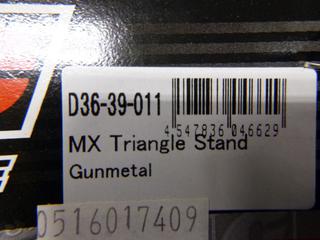 D36-39-011
4 547836 046629
MX Triangle Stand
Gunmetal
0516017409